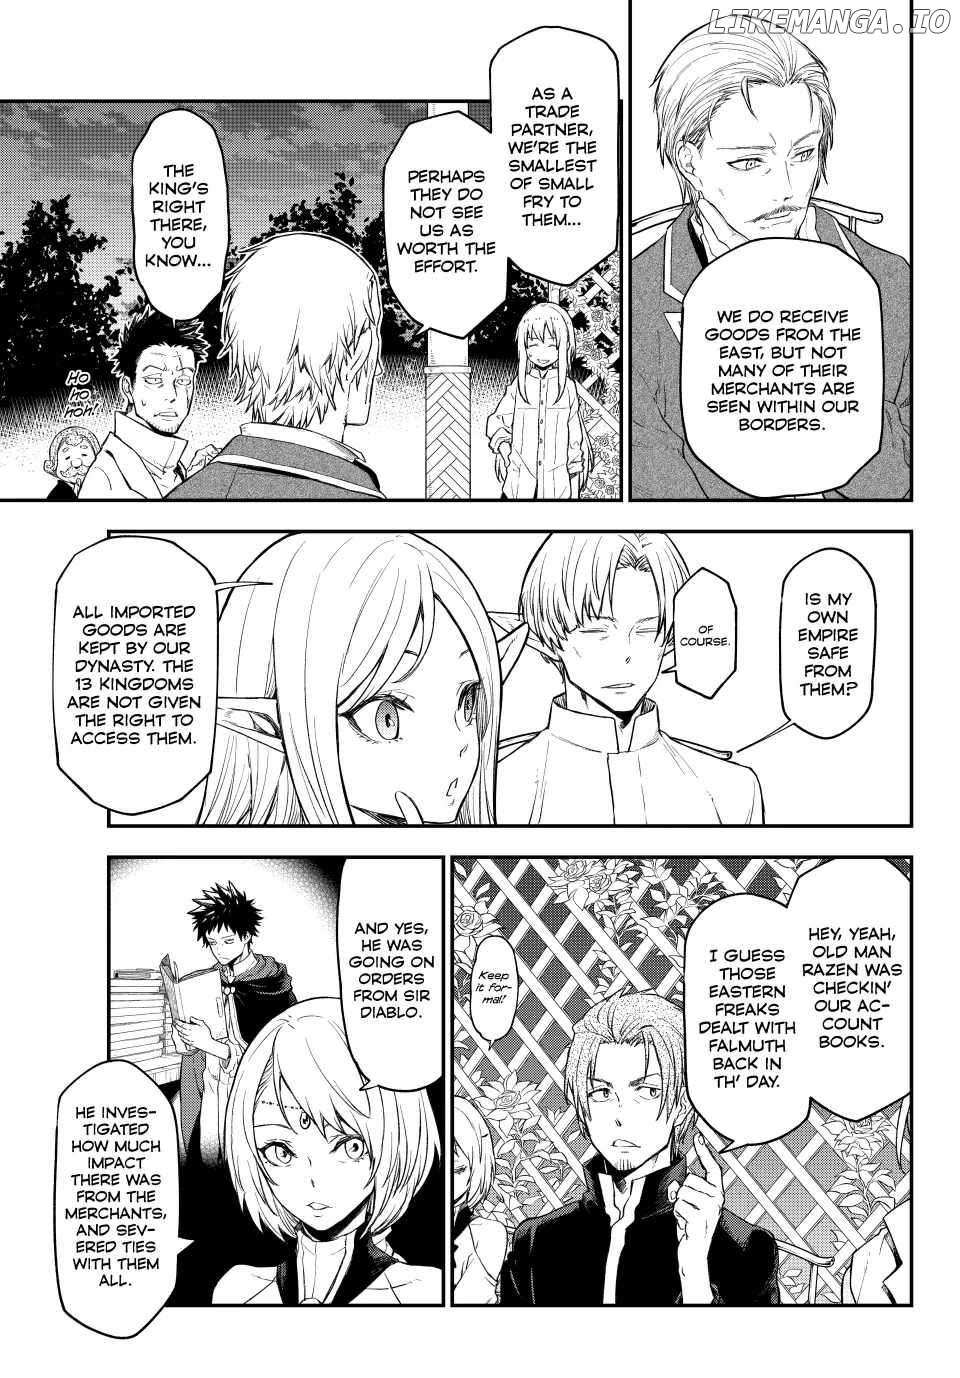 LIKEMANGA.IO
WE DO RECEIVE
GOODS FROM THE
EAST, BUT NOT
MANY OF THEIR
MERCHANTS ARE
SEEN WITHIN OUR
BORDERS.
AS A
TRADE
PARTNER,
WE'RE THE
SMALLEST
OF SMALL
FRY TO
THEM...
PERHAPS
THEY DO
NOT SEE
US AS
WORTH THE
EFFORT.
THE
KING'S
RIGHT
THERE,
YOU
KNOW...
HO
HO
HOH!
IS MY
OWN
EMPIRE
SAFE
FROM
THEM?
OF
COURSE.
ALL IMPORTED
GOODS ARE
KEPT BY OUR
DYNASTY. THE
13 KINGDOMS
ARE NOT GIVEN
THE RIGHT TO
ACCESS THEM.
HEY, YEAH,
OLD MAN
RAZEN WAS
CHECKIN'
OUR AC-
COUNT
BOOKS.
I GUESS
THOSE
EASTERN
FREAKS
DEALT WITH
FALMUTH
BACK IN
TH' DAY.
Keep
it for-
mal!
AND YES,
HE WAS
GOING ON
ORDERS
FROM SIR
DIABLO.
HE INVES-
TIGATED
HOW MUCH
IMPACT
THERE WAS
FROM THE
MERCHANTS,
AND SEV-
ERED TIES
WITH THEM
ALL.